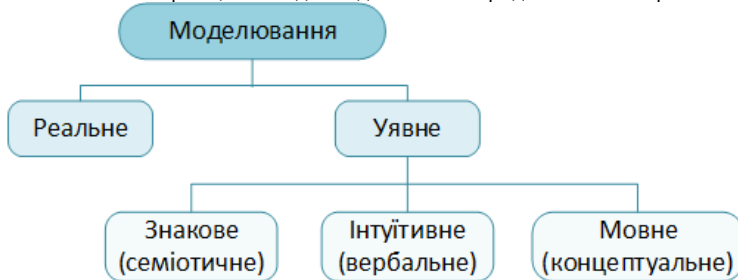 Моделювання
Реальне
Уявне
Знакове
(семіотичне)
Інтуїтивне
(вербальне)
Мовне
(концептуальне)